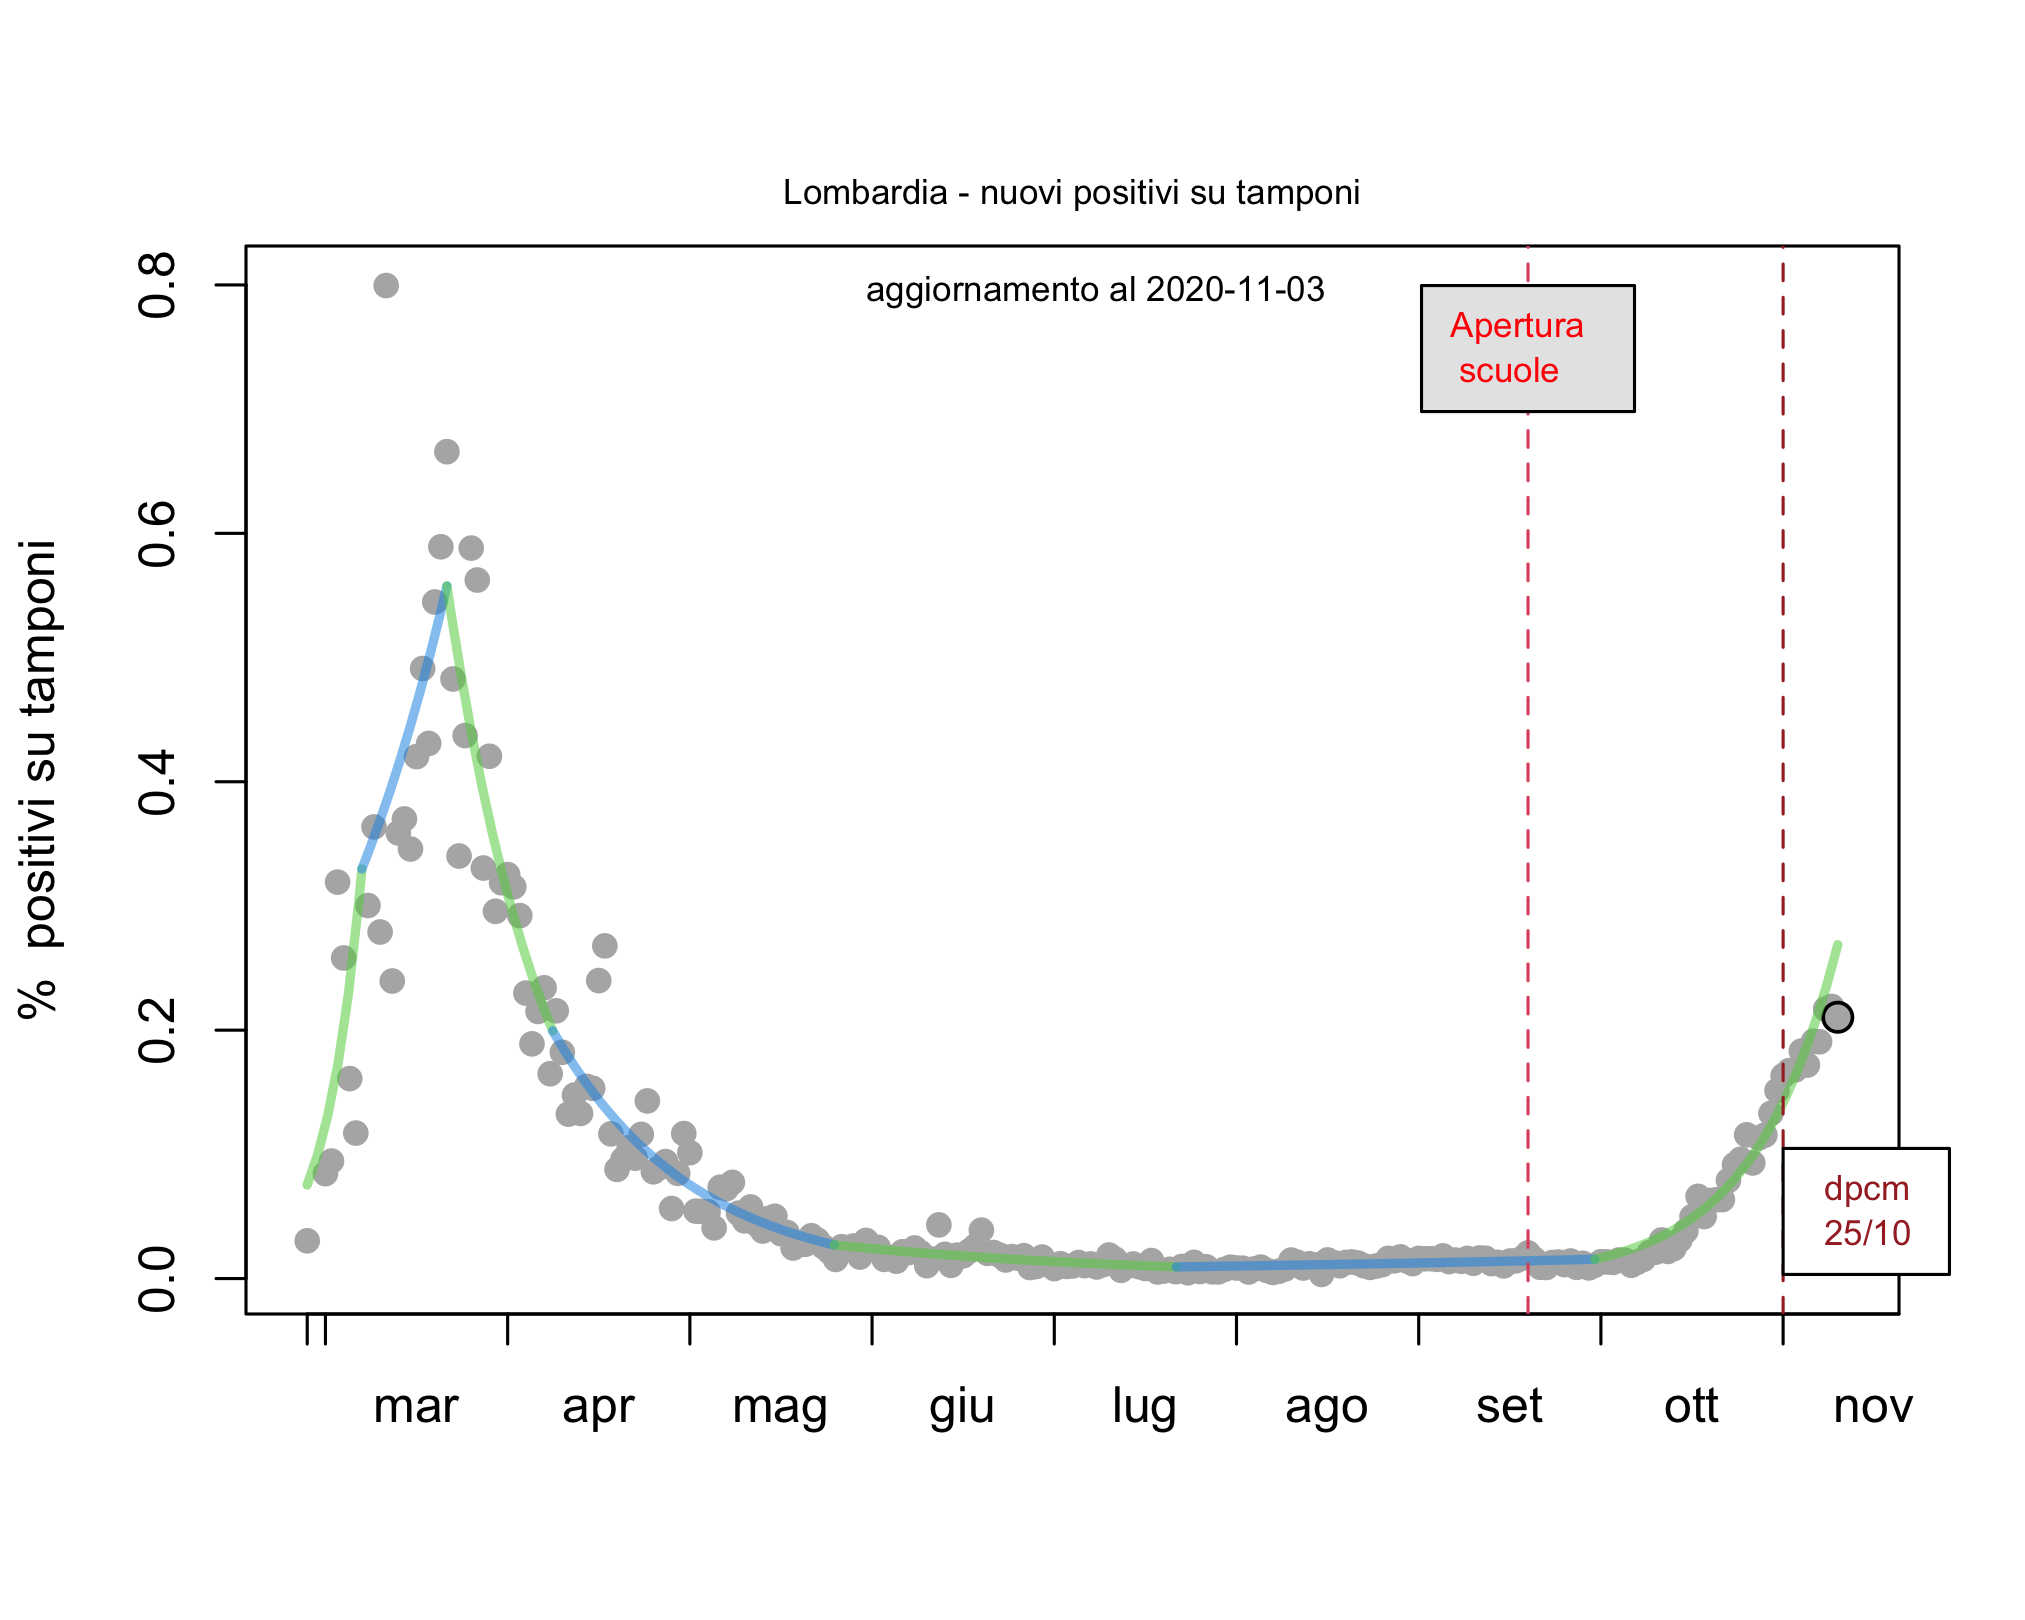 Lombardia - nuovi positivi su tamponi
aggiornamento al 2020-11-03
Apertura
scuole
dpcm
25/10
% positivi su tamponi
0.8
0.6
0.4
0.2
0.0
mar apr mag giu lug ago set ott nov